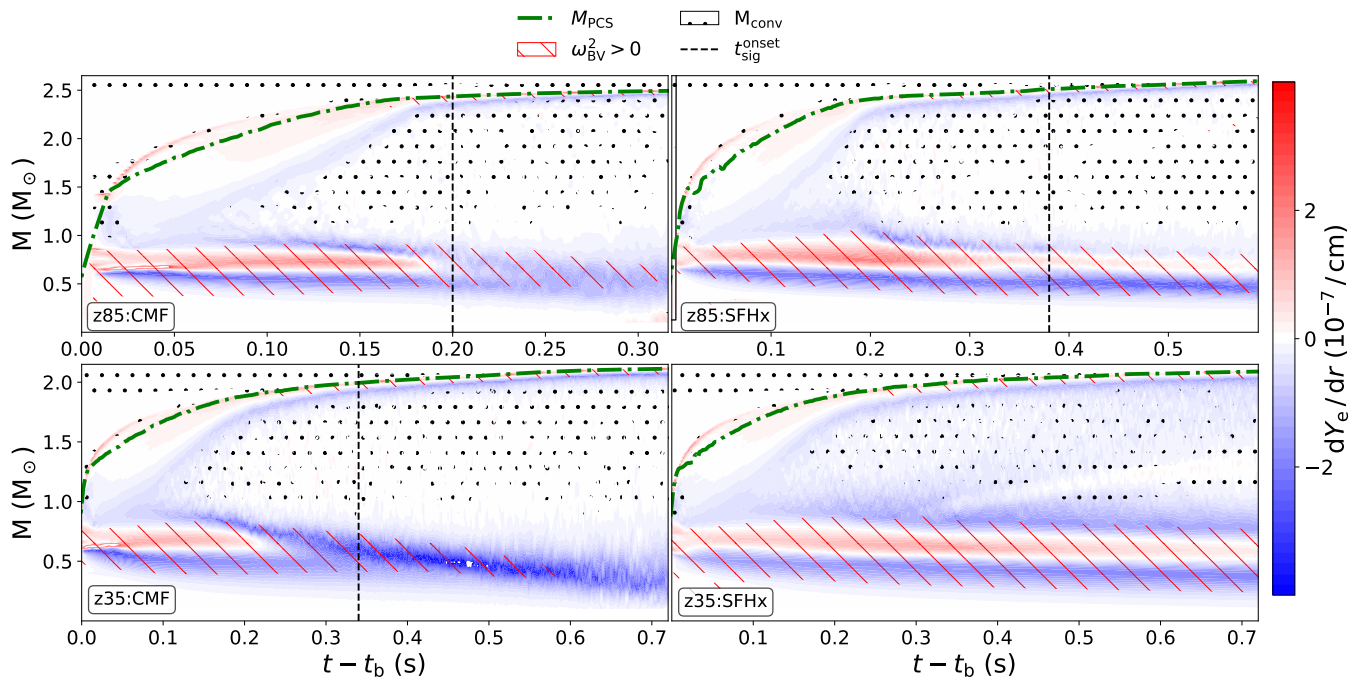 M_PCS M_conv
ω²_BV > 0 t^onset_sig
M (M_⊙)
2.5
2.0
1.5
1.0
0.5
z85:CMF
0.00 0.05 0.10 0.15 0.20 0.25 0.30
z85:SFHx
0.1 0.2 0.3 0.4 0.5
M (M_⊙)
2.0
1.5
1.0
0.5
z35:CMF
0.0 0.1 0.2 0.3 0.4 0.5 0.6 0.7
t − t_b (s)
z35:SFHx
0.1 0.2 0.3 0.4 0.5 0.6 0.7
t − t_b (s)
2
0
−2
dY_e / dr (10⁻⁷ / cm)